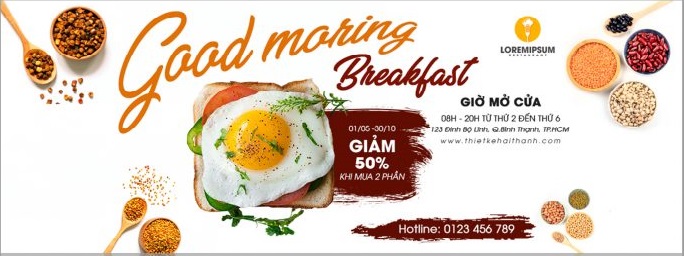 Good moring
Breakfast
LOREMIPSUM
RESTAURANT
GIỜ MỞ CỬA
08H - 20H TỪ THỨ 2 ĐẾN THỨ 6
123 Đinh Bộ Lĩnh, Q.Bình Thạnh, TP.HCM
www.thietkehaithanh.com
01/05 -30/10
GIẢM
50%
KHI MUA 2 PHẦN
Hotline: 0123 456 789